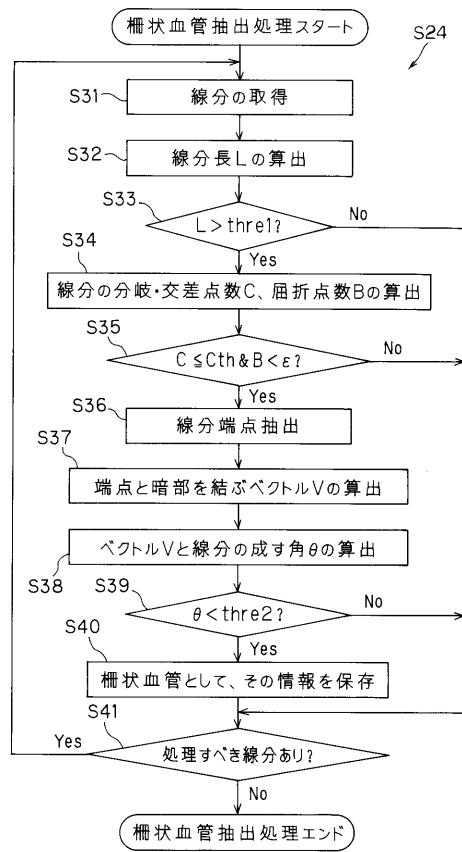 柵状血管抽出処理スタート
S24
S31
線分の取得
S32
線分長Lの算出
S33
L>thre1?
No
Yes
S34
線分の分岐・交差点数C、屈折点数Bの算出
S35
C≦Cth&B<ε?
No
Yes
S36
線分端点抽出
S37
端点と暗部を結ぶベクトルVの算出
ベクトルVと線分の成す角θの算出
S38
S39
θ<thre2?
No
Yes
S40
柵状血管として、その情報を保存
S41
処理すべき線分あり?
Yes
No
柵状血管抽出処理エンド